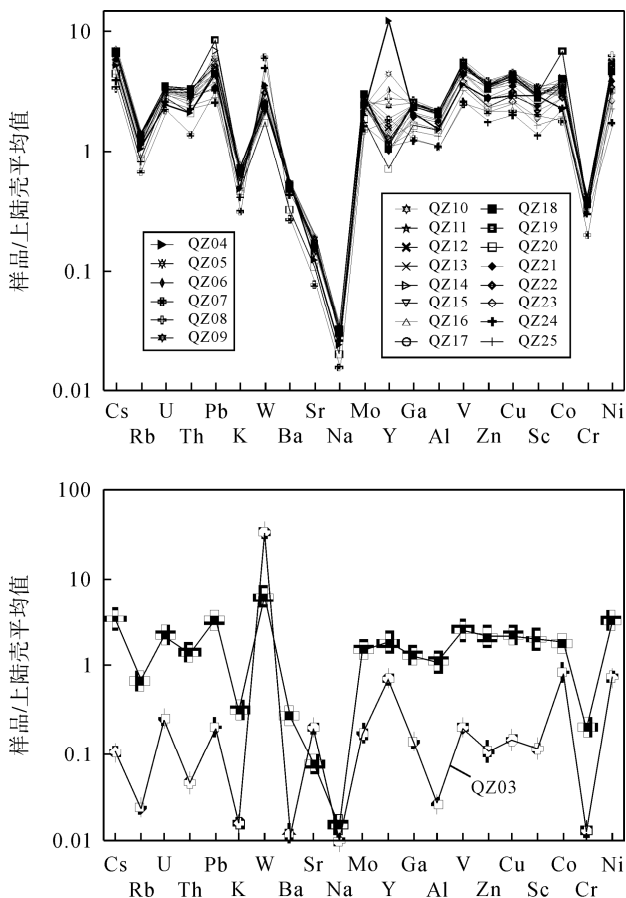 样品/上陆壳平均值
10
1
0.1
0.01
QZ04
QZ05
QZ06
QZ07
QZ08
QZ09
QZ10 QZ18
QZ11 QZ19
QZ12 QZ20
QZ13 QZ21
QZ14 QZ22
QZ15 QZ23
QZ16 QZ24
QZ17 QZ25
Cs U Pb W Sr Mo Ga V Cu Co Ni
Rb Th K Ba Na Y Al Zn Sc Cr
样品/上陆壳平均值
100
10
1
0.1
0.01
QZ03
Cs U Pb W Sr Mo Ga V Cu Co Ni
Rb Th K Ba Na Y Al Zn Sc Cr